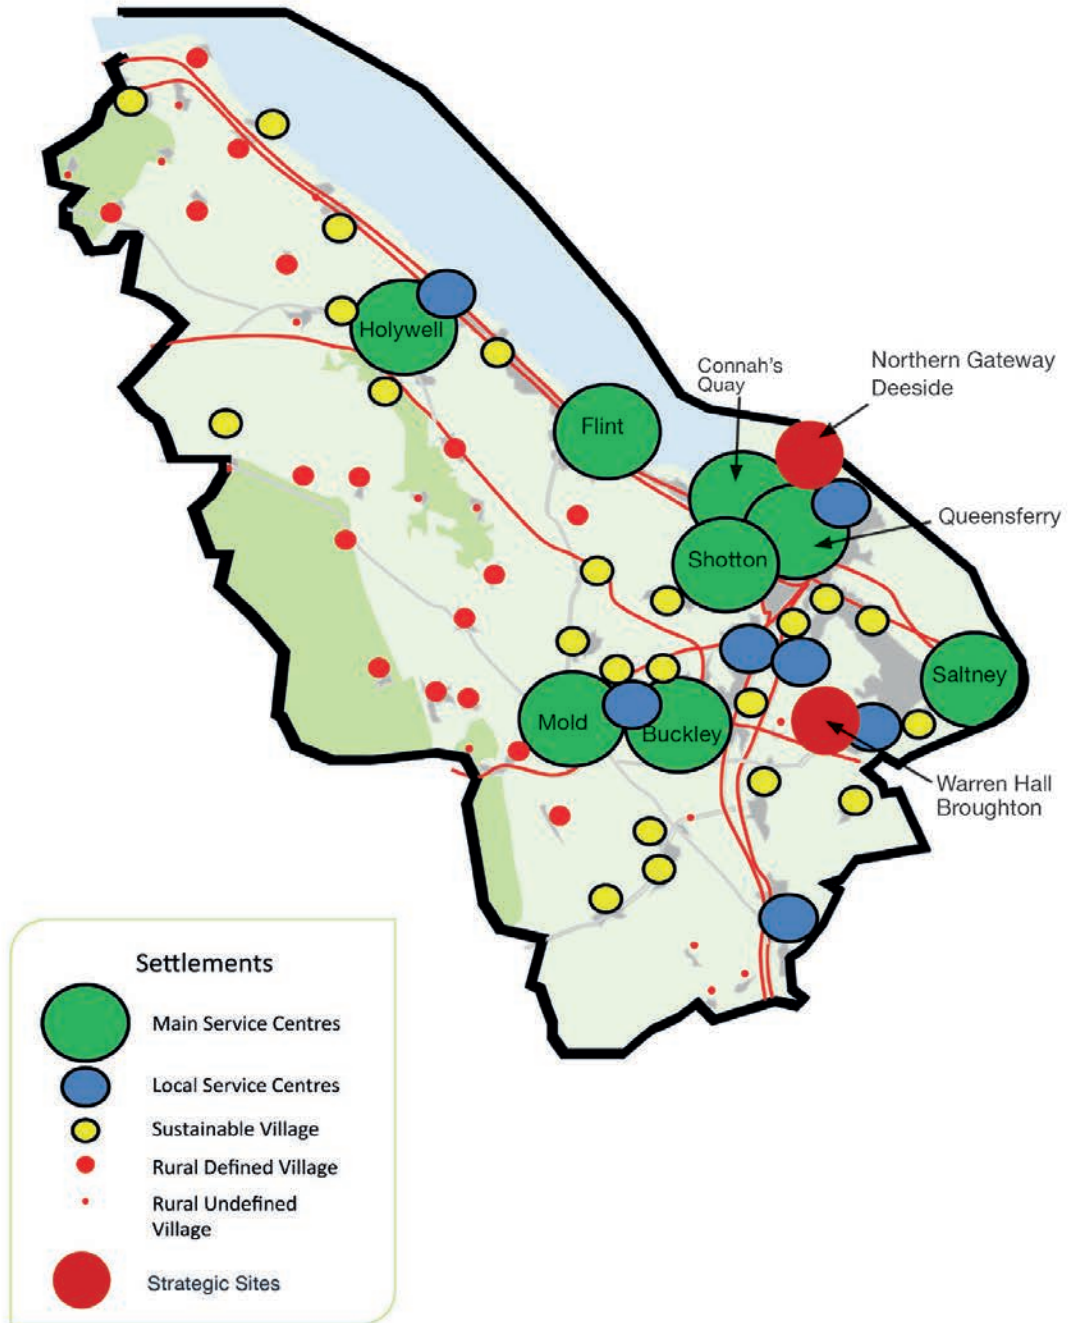 Holywell
Flint
Connah's
Quay
Northern Gateway
Deeside
Queensferry
Shotton
Saltney
Mold
Buckley
Warren Hall
Broughton
Settlements
Main Service Centres
Local Service Centres
Sustainable Village
Rural Defined Village
Rural Undefined
Village
Strategic Sites